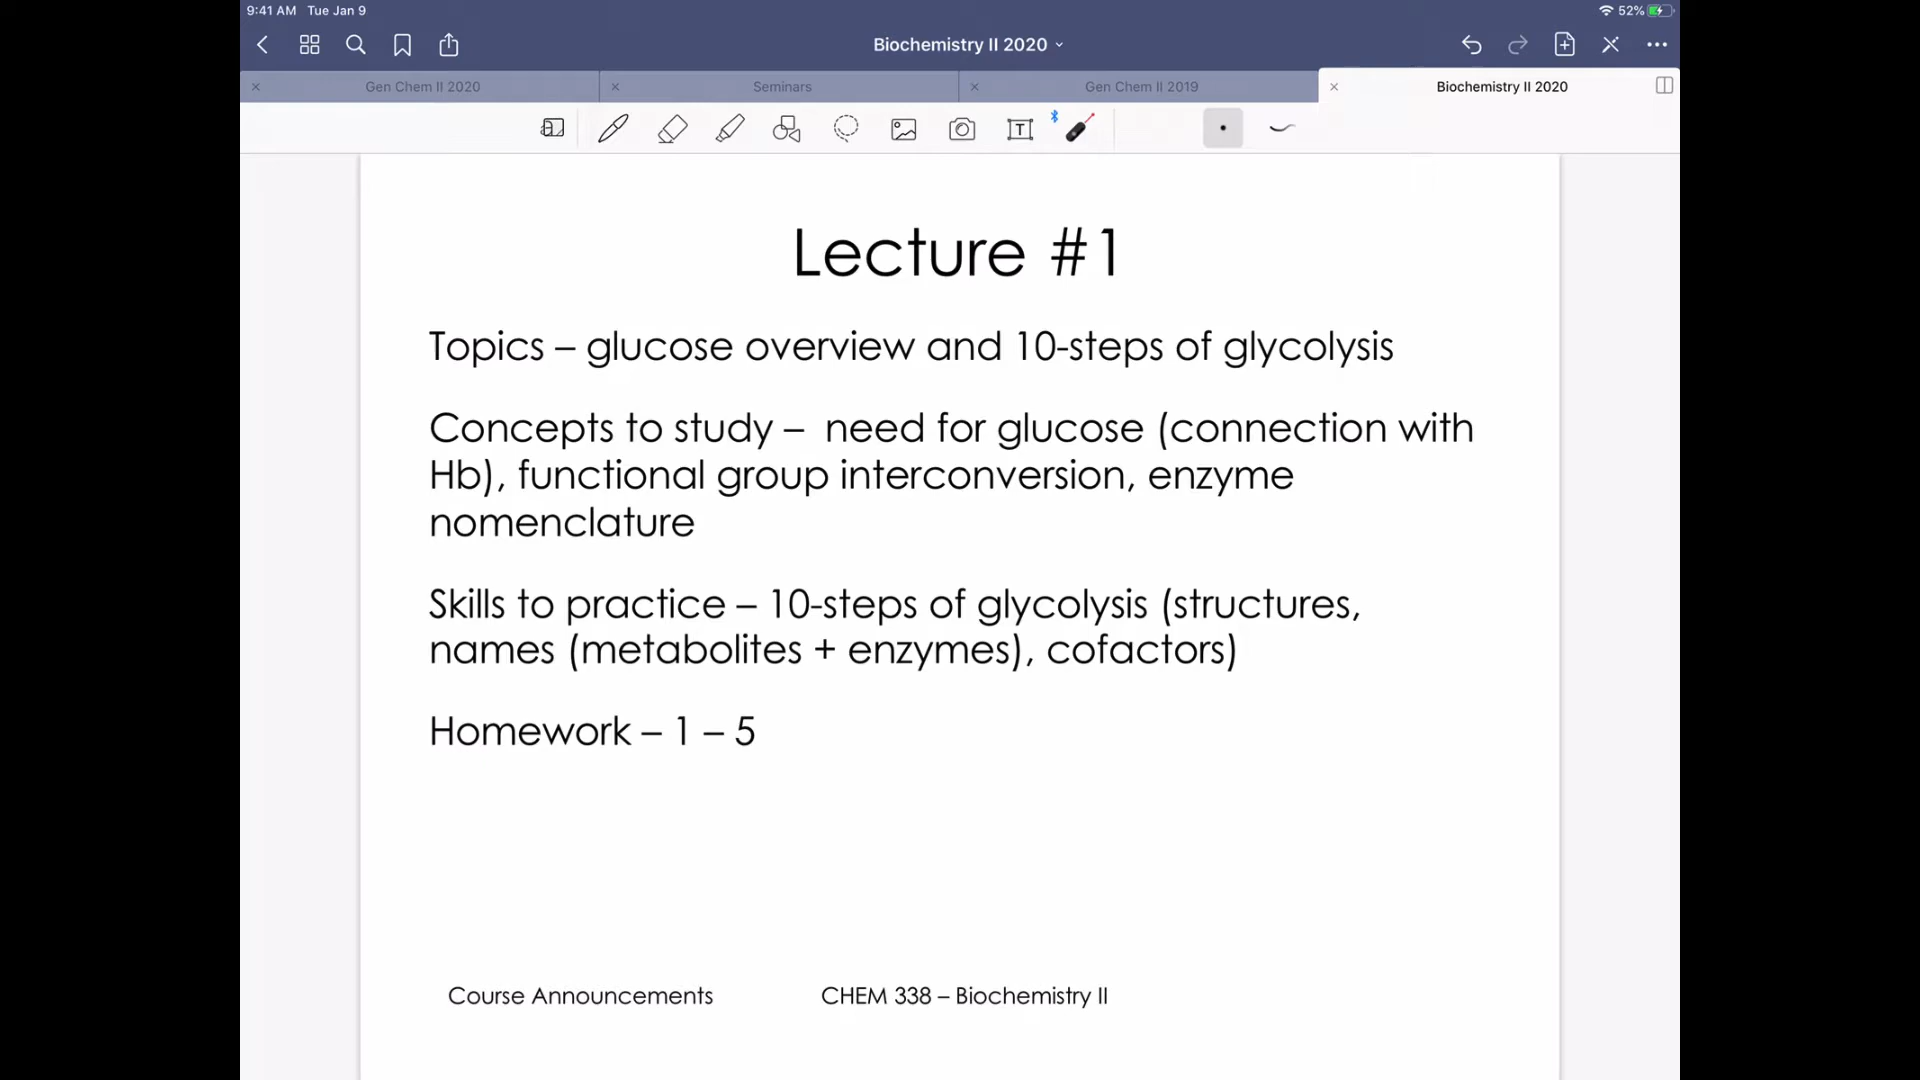 9:41 AM Tue Jan 9
52%
Biochemistry II 2020
Gen Chem II 2020
Seminars
Gen Chem II 2019
Biochemistry II 2020
Lecture #1
Topics – glucose overview and 10-steps of glycolysis
Concepts to study – need for glucose (connection with
Hb), functional group interconversion, enzyme
nomenclature
Skills to practice – 10-steps of glycolysis (structures,
names (metabolites + enzymes), cofactors)
Homework – 1 – 5
Course Announcements
CHEM 338 – Biochemistry II